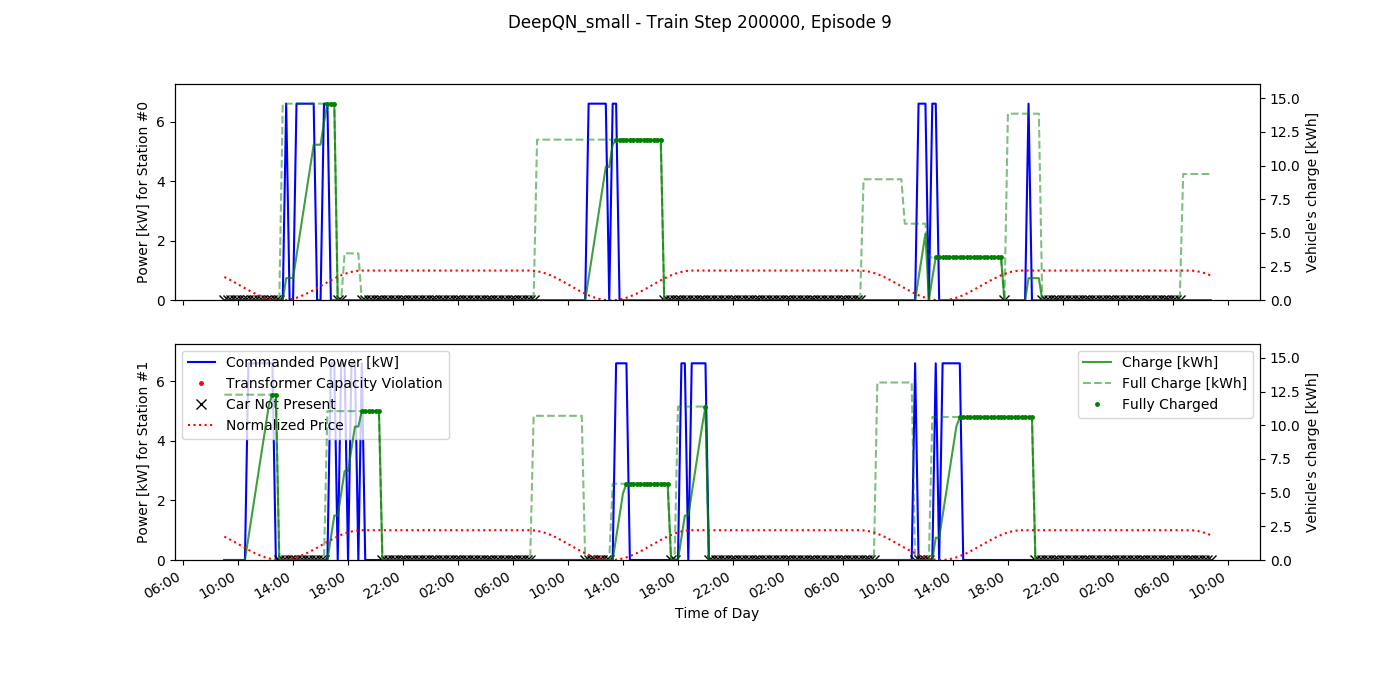 DeepQN_small - Train Step 200000, Episode 9
Power [kW] for Station #0
6
4
2
0
15.0
12.5
10.0
7.5
5.0
2.5
0.0
Vehicle's charge [kWh]
Power [kW] for Station #1
6
4
2
0
Commanded Power [kW]
Transformer Capacity Violation
Car Not Present
Normalized Price
Charge [kWh]
Full Charge [kWh]
Fully Charged
15.0
12.5
10.0
7.5
5.0
2.5
0.0
Vehicle's charge [kWh]
06:00 10:00 14:00 18:00 22:00 02:00 06:00 10:00 14:00 18:00 22:00 02:00 06:00 10:00 14:00 18:00 22:00 02:00 06:00 10:00
Time of Day